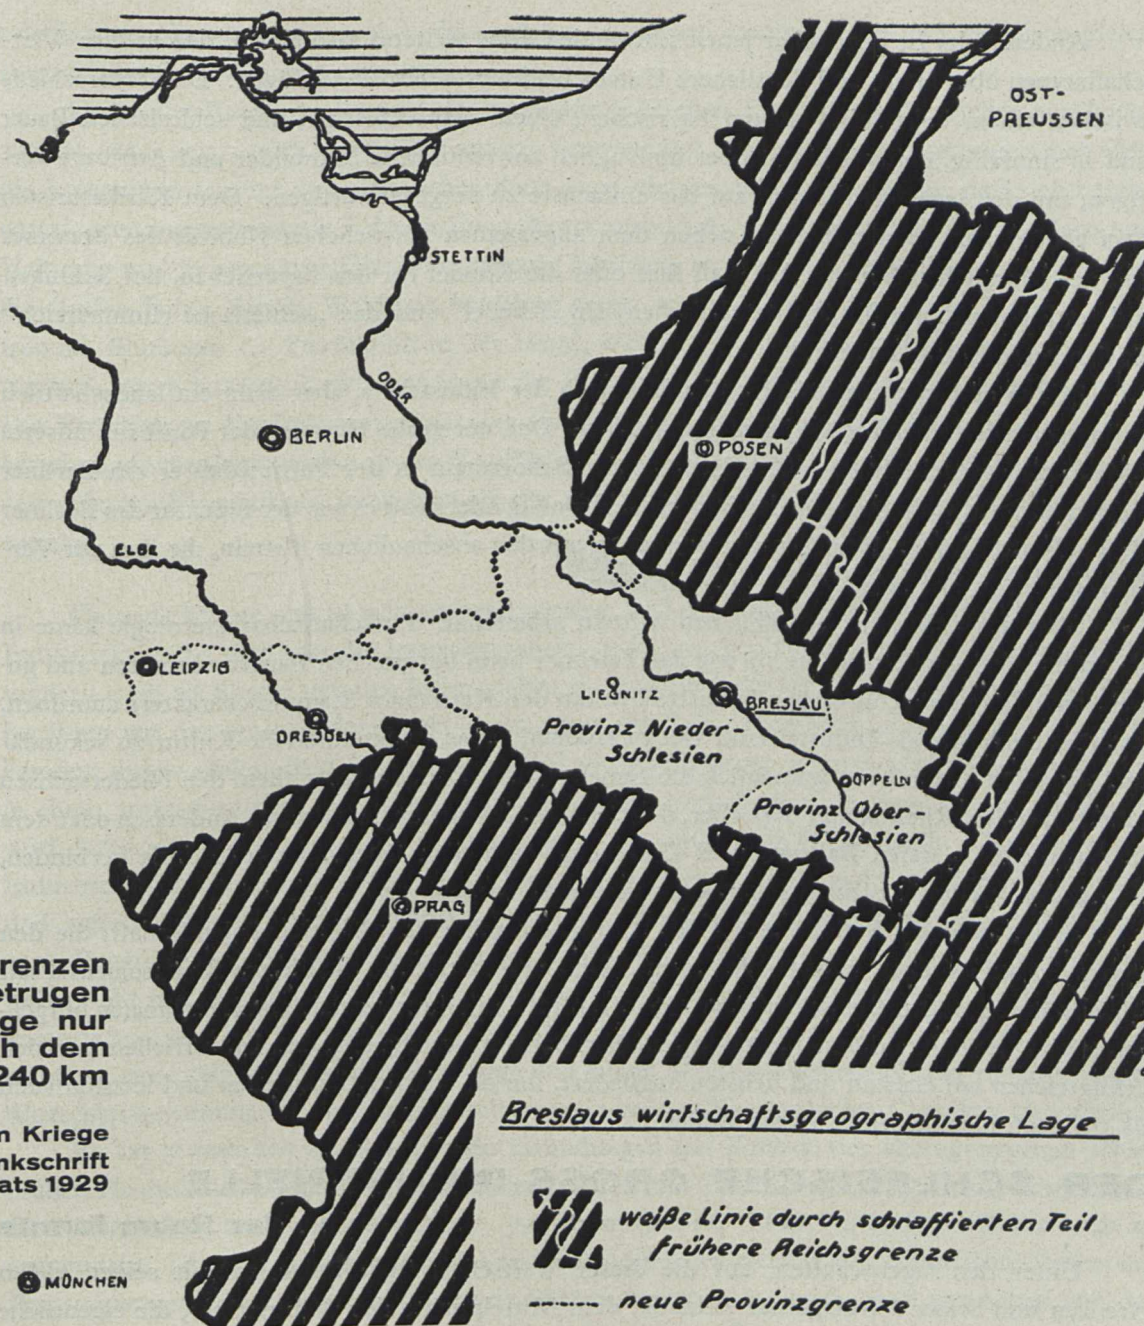 OST-
PREUSSEN
STETTIN
ODER
BERLIN
POSEN
ELBE
LEIPZIG
LIEGNITZ
BRESLAU
DRESDEN
Provinz Nieder-
Schlesien
OPPELN
Provinz Ober-
Schlesien
PRAG
renzen
etrugen
ge nur
h dem
240 km
n Kriege
nkschrift
ats 1929
MÜNCHEN
Breslaus wirtschaftsgeographische Lage
weiße Linie durch schraffierten Teil
frühere Reichsgrenze
neue Provinzgrenze